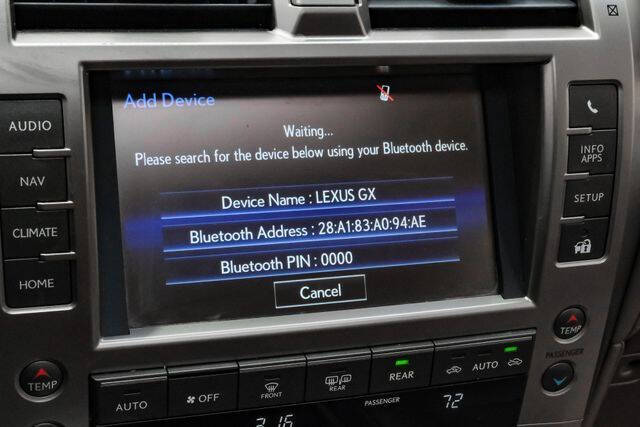 Add Device
Waiting...
Please search for the device below using your Bluetooth device.
Device Name : LEXUS GX
Bluetooth Address : 28:A1:83:A0:94:AE
Bluetooth PIN : 0000
Cancel
AUDIO
NAV
CLIMATE
HOME
INFO
APPS
SETUP
TEMP
TEMP
PASSENGER
AUTO
OFF
FRONT
REAR
REAR
AUTO
PASSENGER
72